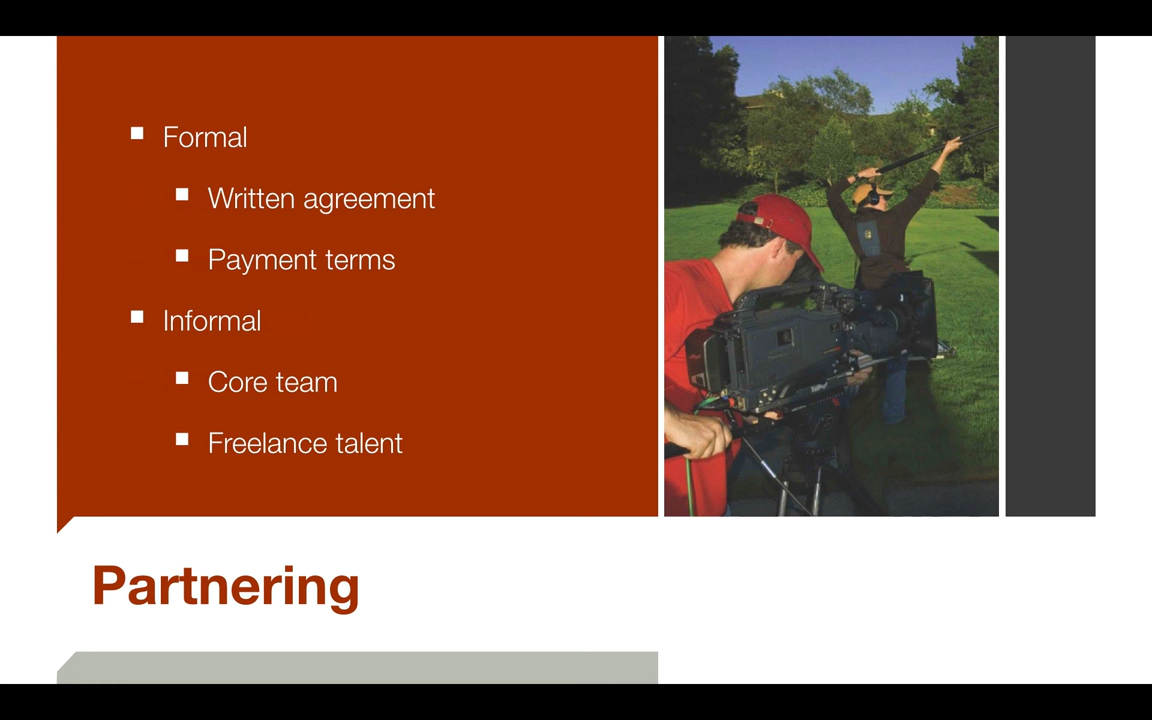 Formal
Written agreement
Payment terms
Informal
Core team
Freelance talent
Partnering